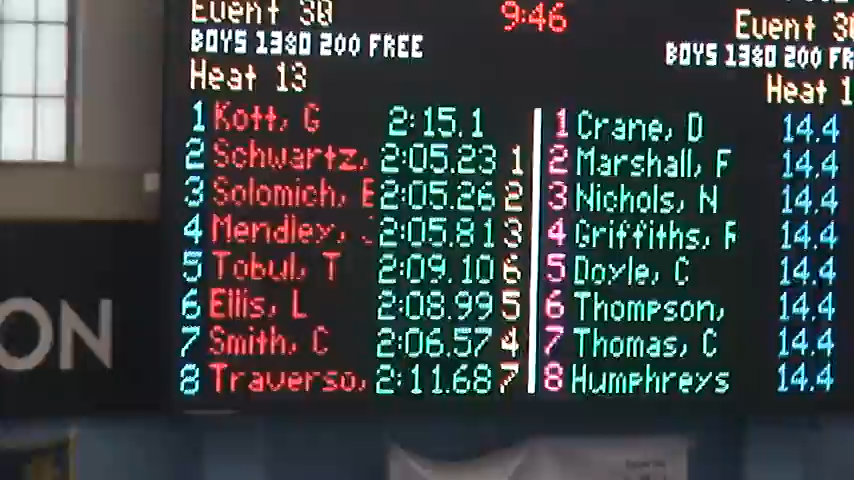 Event 30
9:46
Event 30
BOYS 13&O 200 FREE
BOYS 13&O 200 FR
Heat 13
Heat 1
1 Kott, G 2:15.1
2 Schwartz, 2:05.23 1
3 Solomich, E 2:05.26 2
4 Mendley, J 2:05.81 3
5 Tobul, T 2:09.10 6
6 Ellis, L 2:08.99 5
7 Smith, C 2:06.57 4
8 Traverso, 2:11.68 7
1 Crane, D 14.4
2 Marshall, F 14.4
3 Nichols, N 14.4
4 Griffiths, R 14.4
5 Doyle, C 14.4
6 Thompson, 14.4
7 Thomas, C 14.4
8 Humphreys 14.4
ON